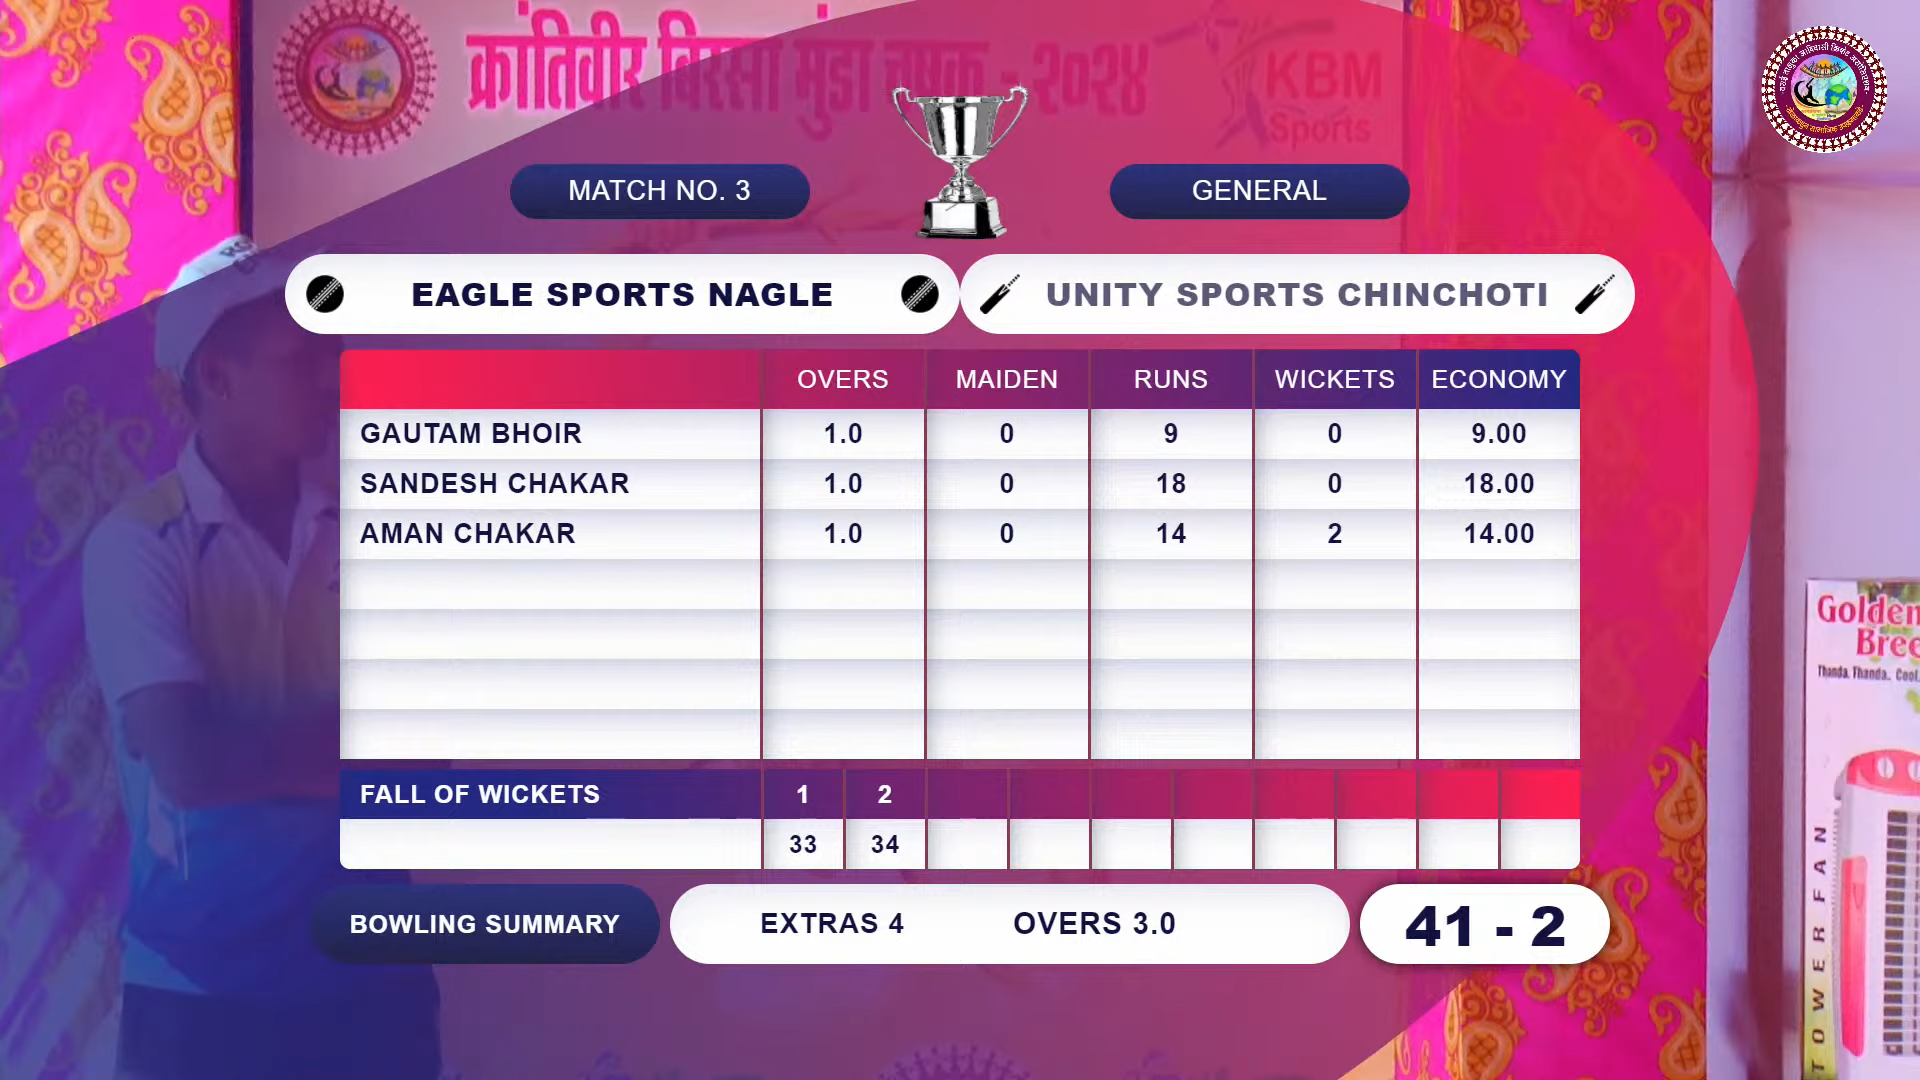 क्रांतिवीर बिरसा मुंडा चषक - २०२४
KBM
Sports
MATCH NO. 3
GENERAL
EAGLE SPORTS NAGLE
UNITY SPORTS CHINCHOTI
OVERS MAIDEN RUNS WICKETS ECONOMY
GAUTAM BHOIR 1.0 0 9 0 9.00
SANDESH CHAKAR 1.0 0 18 0 18.00
AMAN CHAKAR 1.0 0 14 2 14.00
FALL OF WICKETS 1 2
33 34
BOWLING SUMMARY
EXTRAS 4 OVERS 3.0
41 - 2
Golden
Bree
Thanda. Thanda.. Cool.
TOWER FAN